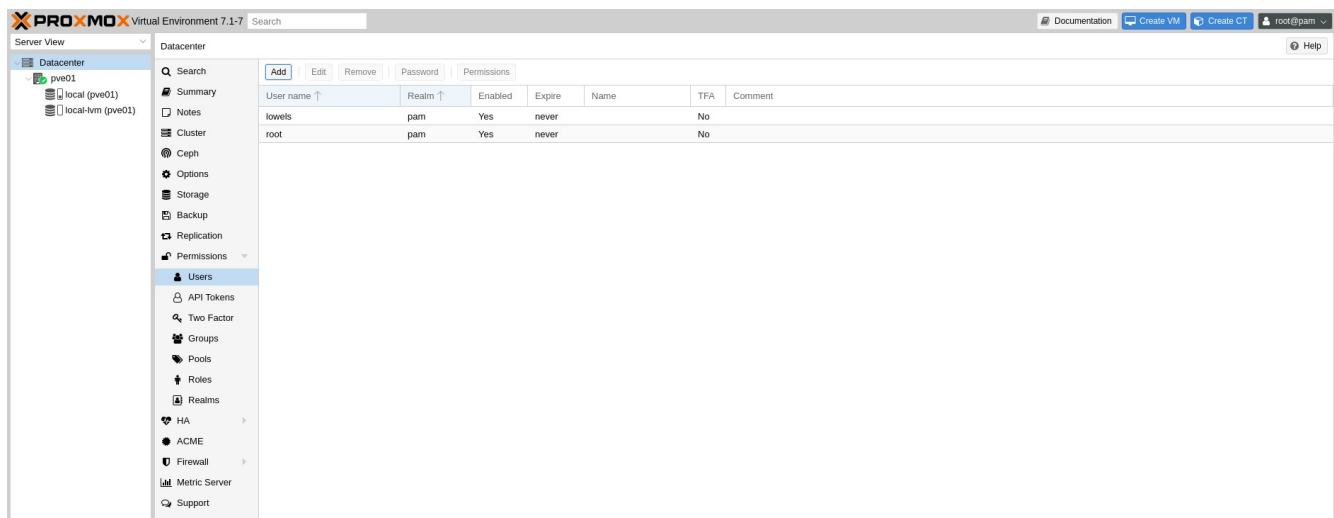 PROXMOX Virtual Environment 7.1-7 Search Documentation Create VM Create CT root@pam
Server View
Datacenter
pve01
local (pve01)
local-lvm (pve01)
Datacenter Help
Search
Summary
Notes
Cluster
Ceph
Options
Storage
Backup
Replication
Permissions
Users
API Tokens
Two Factor
Groups
Pools
Roles
Realms
HA
ACME
Firewall
Metric Server
Support
Add Edit Remove Password Permissions
User name Realm Enabled Expire Name TFA Comment
lowels pam Yes never No
root pam Yes never No